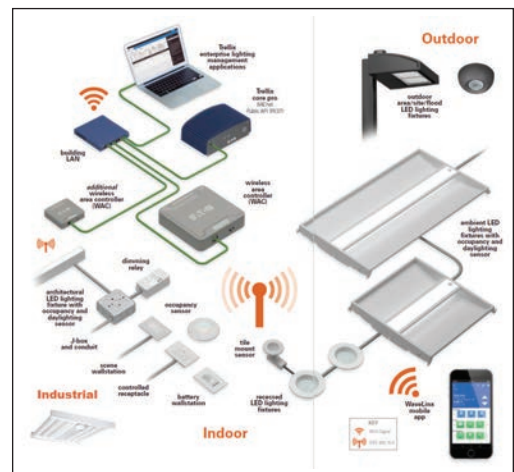 Trellix
enterprise lighting
management
applications
Trellix
core pro
building
LAN
additional
wireless
area controller
(WAC)
wireless
area controller
(WAC)
E·T·N
dimming
relay
architectural
LED lighting
fixture with
occupancy and
daylighting
sensor
occupancy
sensor
J-box
and conduit
scene
wallstation
controlled
receptacle
battery
wallstation
tile
mount
sensor
recessed
LED lighting
fixtures
Industrial
Indoor
Outdoor
outdoor
area/site/flood
LED lighting
fixtures
ambient LED
lighting
fixtures with
occupancy and
daylighting
sensor
WaveLinx
mobile
app
KEY